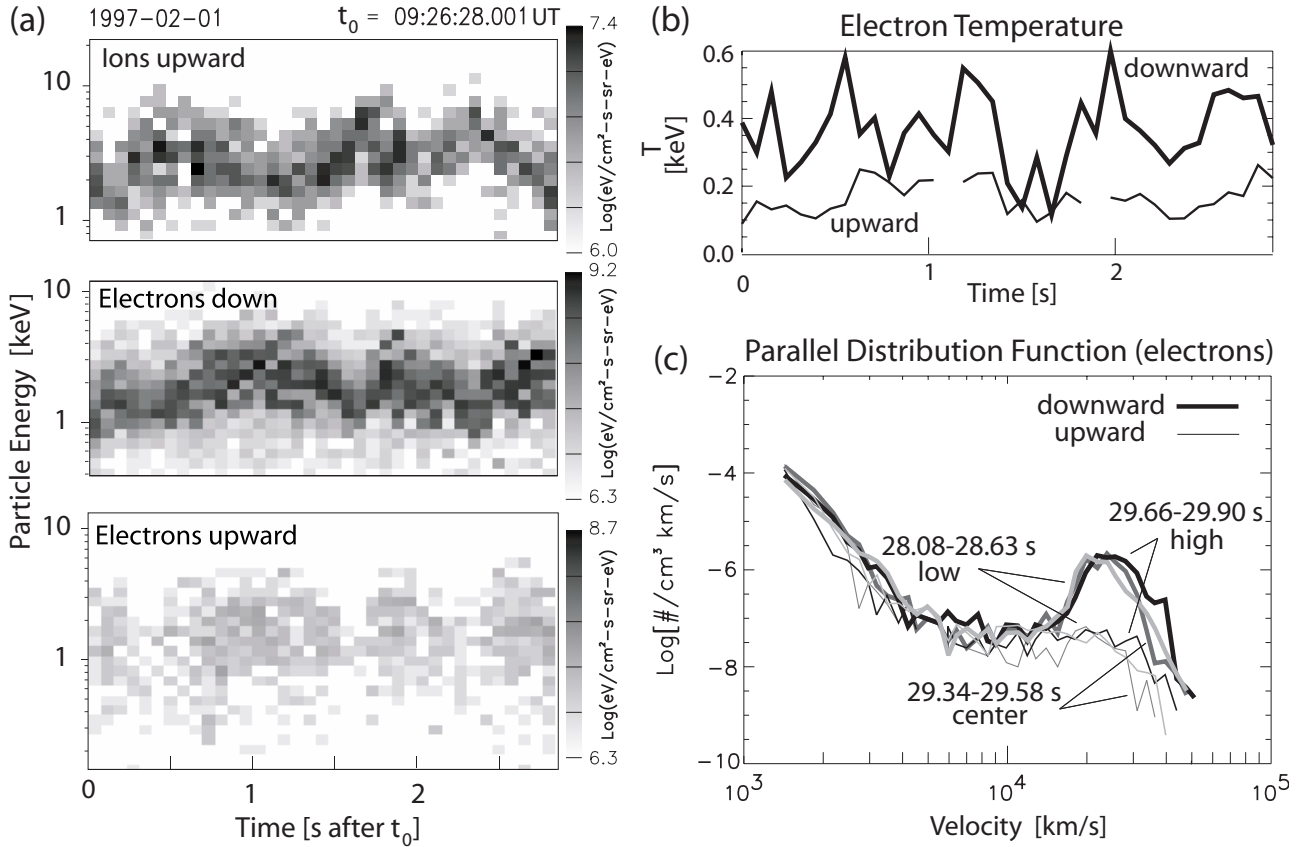 (a)
1997-02-01
t₀ = 09:26:28.001 UT
Ions upward
10
1
7.4
Log(eV/cm²-s-sr-eV)
6.0
Electrons down
10
1
9.2
Log(eV/cm²-s-sr-eV)
6.3
Electrons upward
10
1
8.7
Log(eV/cm²-s-sr-eV)
6.3
Particle Energy [keV]
0 1 2
Time [s after t₀]
(b)
Electron Temperature
0.6
0.4
0.2
0.0
T
[keV]
downward
upward
0 1 2
Time [s]
(c)
Parallel Distribution Function (electrons)
−2
−4
−6
−8
−10
Log[#/cm³ km/s]
downward
upward
28.08-28.63 s
low
29.66-29.90 s
high
29.34-29.58 s
center
10³ 10⁴ 10⁵
Velocity [km/s]